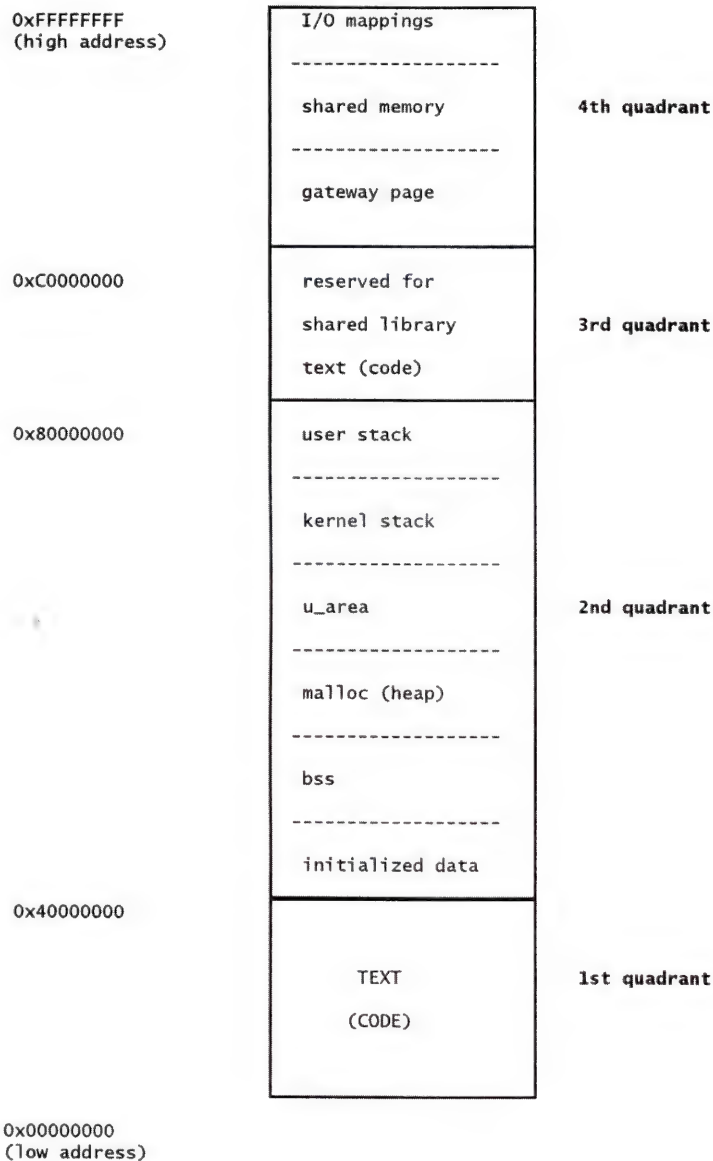 0xFFFFFFFF
(high address)
I/O mappings
-------------------
shared memory
4th quadrant
-------------------
gateway page
0xC0000000
reserved for
shared library
3rd quadrant
text (code)
0x80000000
user stack
-------------------
kernel stack
-------------------
u_area
2nd quadrant
-------------------
malloc (heap)
-------------------
bss
-------------------
initialized data
0x40000000
TEXT
1st quadrant
(CODE)
0x00000000
(low address)